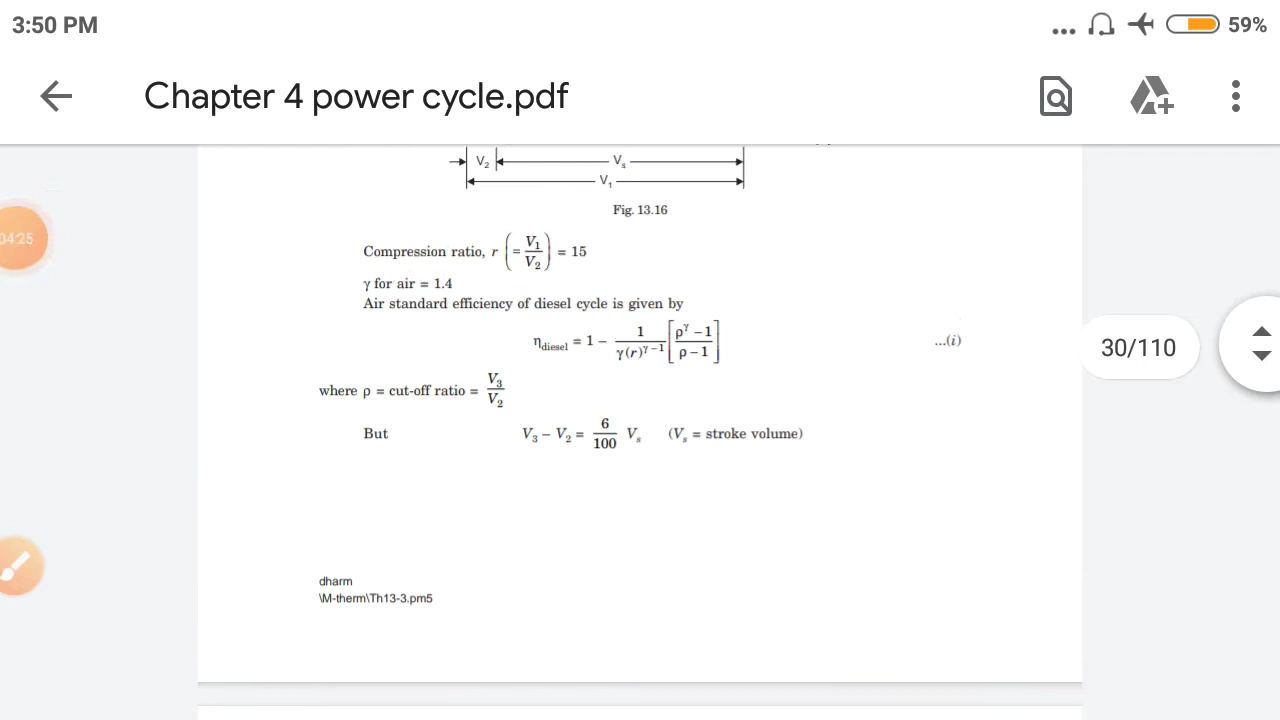 3:50 PM
59%
Chapter 4 power cycle.pdf
V₂ Vₛ
V₁
Fig. 13.16
04:25
Compression ratio, r (= V₁/V₂) = 15
γ for air = 1.4
Air standard efficiency of diesel cycle is given by
η_diesel = 1 – 1/(γ(r)^(γ – 1)) [(ρ^γ – 1)/(ρ – 1)] ...(i)
30/110
where ρ = cut-off ratio = V₃/V₂
But V₃ – V₂ = 6/100 Vₛ (Vₛ = stroke volume)
dharm
\M-therm\Th13-3.pm5